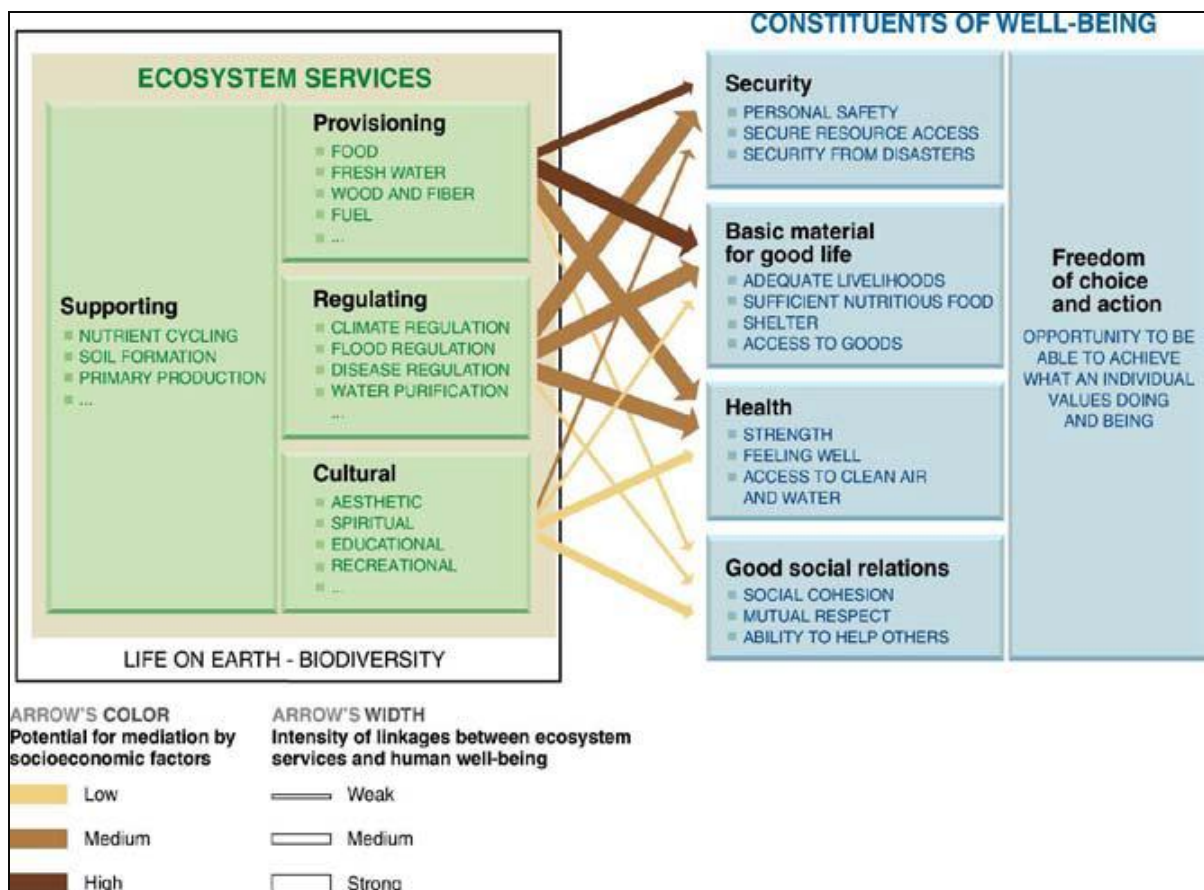 CONSTITUENTS OF WELL-BEING
ECOSYSTEM SERVICES
Supporting
NUTRIENT CYCLING
SOIL FORMATION
PRIMARY PRODUCTION
...
Provisioning
FOOD
FRESH WATER
WOOD AND FIBER
FUEL
...
Regulating
CLIMATE REGULATION
FLOOD REGULATION
DISEASE REGULATION
WATER PURIFICATION
...
Cultural
AESTHETIC
SPIRITUAL
EDUCATIONAL
RECREATIONAL
...
LIFE ON EARTH - BIODIVERSITY
Security
PERSONAL SAFETY
SECURE RESOURCE ACCESS
SECURITY FROM DISASTERS
Basic material
for good life
ADEQUATE LIVELIHOODS
SUFFICIENT NUTRITIOUS FOOD
SHELTER
ACCESS TO GOODS
Health
STRENGTH
FEELING WELL
ACCESS TO CLEAN AIR
AND WATER
Good social relations
SOCIAL COHESION
MUTUAL RESPECT
ABILITY TO HELP OTHERS
Freedom
of choice
and action
OPPORTUNITY TO BE
ABLE TO ACHIEVE
WHAT AN INDIVIDUAL
VALUES DOING
AND BEING
ARROW'S COLOR
Potential for mediation by
socioeconomic factors
Low
Medium
High
ARROW'S WIDTH
Intensity of linkages between ecosystem
services and human well-being
Weak
Medium
Strong